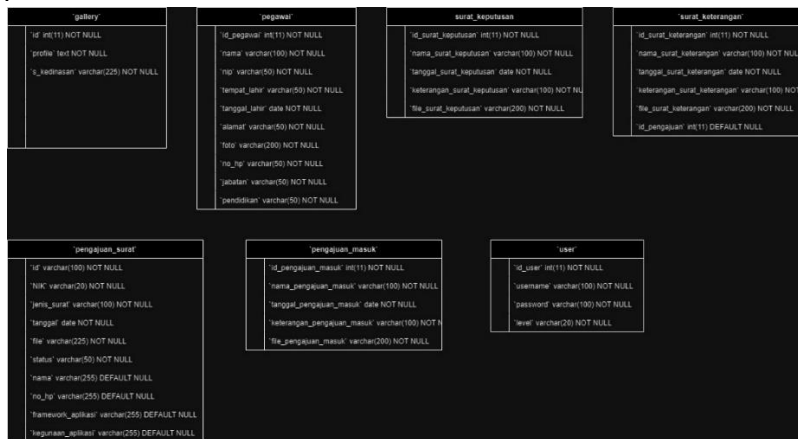 `gallery`
`id` int(11) NOT NULL
`profile` text NOT NULL
`s_kedinasan` varchar(225) NOT NULL
`pegawai`
`id_pegawai` int(11) NOT NULL
`nama` varchar(100) NOT NULL
`nip` varchar(50) NOT NULL
`tempat_lahir` varchar(50) NOT NULL
`tanggal_lahir` date NOT NULL
`alamat` varchar(50) NOT NULL
`foto` varchar(200) NOT NULL
`no_hp` varchar(50) NOT NULL
`jabatan` varchar(50) NOT NULL
`pendidikan` varchar(50) NOT NULL
surat_keputusan
`id_surat_keputusan` int(11) NOT NULL
`nama_surat_keputusan` varchar(100) NOT NULL
`tanggal_surat_keputusan` date NOT NULL
`keterangan_surat_keputusan` varchar(100) NOT NU
`file_surat_keputusan` varchar(200) NOT NULL
`surat_keterangan`
`id_surat_keterangan` int(11) NOT NULL
`nama_surat_keterangan` varchar(100) NOT NUL
`tanggal_surat_keterangan` date NOT NULL
`keterangan_surat_keterangan` varchar(100) NOT
`file_surat_keterangan` varchar(200) NOT NULL
`id_pengajuan` int(11) DEFAULT NULL
`pengajuan_surat`
`id` varchar(100) NOT NULL
`NIK` varchar(20) NOT NULL
`jenis_surat` varchar(100) NOT NULL
`tanggal` date NOT NULL
`file` varchar(225) NOT NULL
`status` varchar(50) NOT NULL
`nama` varchar(255) DEFAULT NULL
`no_hp` varchar(255) DEFAULT NULL
`framework_aplikasi` varchar(255) DEFAULT NULL
`kegunaan_aplikasi` varchar(255) DEFAULT NULL
`pengajuan_masuk`
`id_pengajuan_masuk` int(11) NOT NULL
`nama_pengajuan_masuk` varchar(100) NOT NULL
`tanggal_pengajuan_masuk` date NOT NULL
`keterangan_pengajuan_masuk` varchar(100) NOT N
`file_pengajuan_masuk` varchar(200) NOT NULL
`user`
`id_user` int(11) NOT NULL
`username` varchar(100) NOT NULL
`password` varchar(100) NOT NULL
`level` varchar(20) NOT NULL